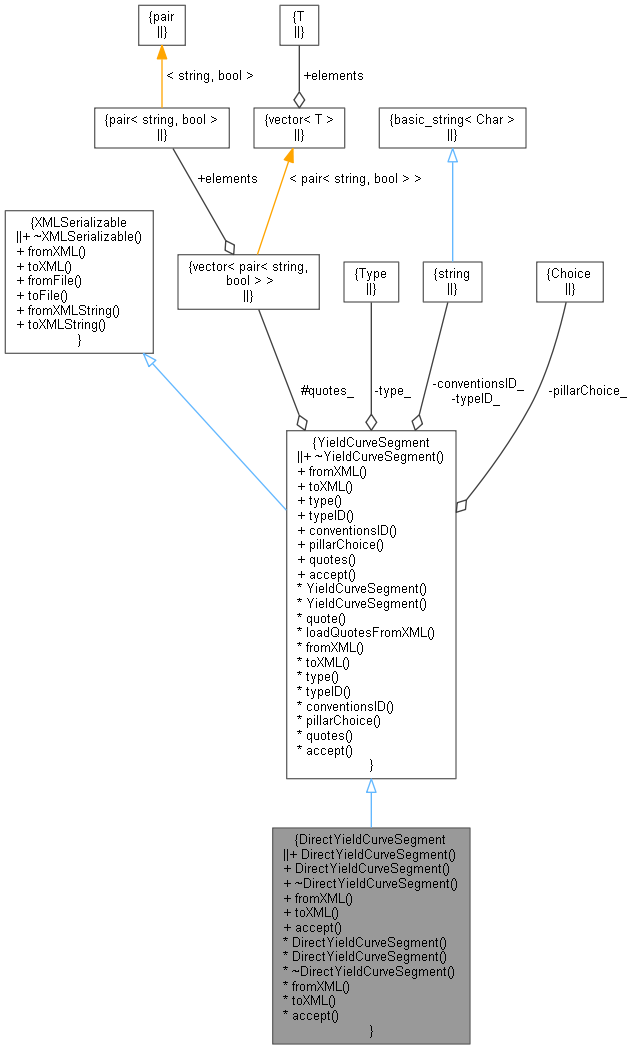 {pair
||}
{T
||}
< string, bool >
+elements
{pair< string, bool >
||}
{vector< T >
||}
{basic_string< Char >
||}
+elements
< pair< string, bool > >
{XMLSerializable
||+ ~XMLSerializable()
+ fromXML()
+ toXML()
+ fromFile()
+ toFile()
+ fromXMLString()
+ toXMLString()
}
{vector< pair< string,
bool > >
||}
{Type
||}
{string
||}
{Choice
||}
#quotes_
-type_
-conventionsID_
-typeID_
-pillarChoice_
{YieldCurveSegment
||+ ~YieldCurveSegment()
+ fromXML()
+ toXML()
+ type()
+ typeID()
+ conventionsID()
+ pillarChoice()
+ quotes()
+ accept()
* YieldCurveSegment()
* YieldCurveSegment()
* quote()
* loadQuotesFromXML()
* fromXML()
* toXML()
* type()
* typeID()
* conventionsID()
* pillarChoice()
* quotes()
* accept()
}
{DirectYieldCurveSegment
||+ DirectYieldCurveSegment()
+ DirectYieldCurveSegment()
+ ~DirectYieldCurveSegment()
+ fromXML()
+ toXML()
+ accept()
* DirectYieldCurveSegment()
* DirectYieldCurveSegment()
* ~DirectYieldCurveSegment()
* fromXML()
* toXML()
* accept()
}